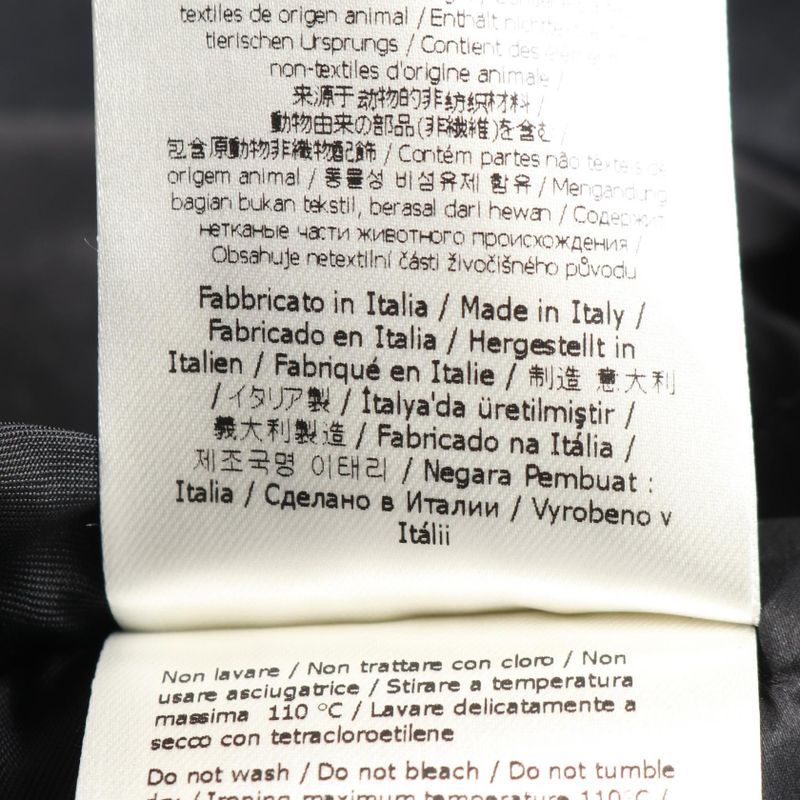 textiles de origen animal / Enthält nichttextile
tierischen Ursprungs / Contient des éléments
non-textiles d'origine animale /
来源于动物的非纺织材料 /
動物由来の部品(非繊維)を含む /
包含原動物非織物配飾 / Contém partes não têxteis de
origem animal / 동물성 비섬유제 함유 / Mengandung
bagian bukan tekstil, berasal dari hewan / Содержит
нетканые части животного происхождения /
Obsahuje netextilní části živočišného původu
Fabbricato in Italia / Made in Italy /
Fabricado en Italia / Hergestellt in
Italien / Fabriqué en Italie / 制造 意大利
/ イタリア製 / İtalya'da üretilmiştir /
義大利製造 / Fabricado na Itália /
제조국명 이태리 / Negara Pembuat :
Italia / Сделано в Италии / Vyrobeno v
Itálii
Non lavare / Non trattare con cloro / Non
usare asciugatrice / Stirare a temperatura
massima 110 °C / Lavare delicatamente a
secco con tetracloroetilene
Do not wash / Do not bleach / Do not tumble
dry / Ironing maximum temperature 110°C /